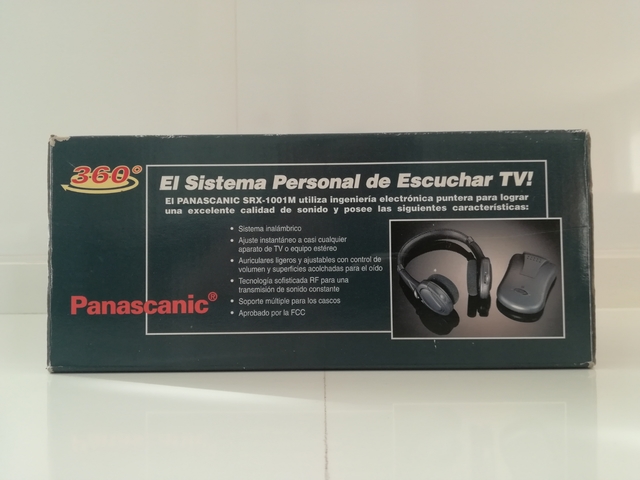 360°
El Sistema Personal de Escuchar TV!
El PANASCANIC SRX-1001M utiliza ingeniería electrónica puntera para lograr
una excelente calidad de sonido y posee las siguientes características:
• Sistema inalámbrico
• Ajuste instantáneo a casi cualquier
aparato de TV o equipo estéreo
• Auriculares ligeros y ajustables con control de
volumen y superficies acolchadas para el oído
• Tecnología sofisticada RF para una
transmisión de sonido constante
• Soporte múltiple para los cascos
• Aprobado por la FCC
Panascanic®